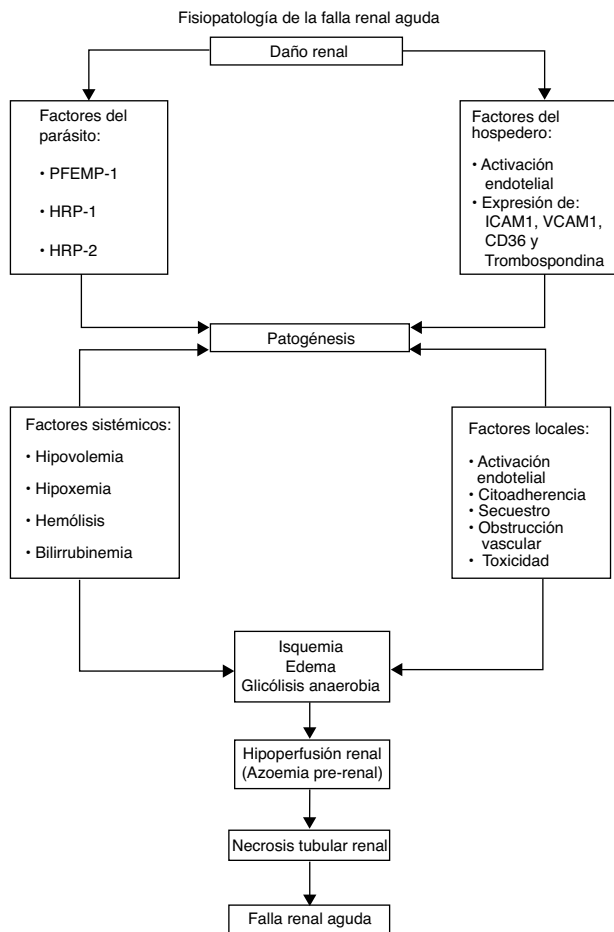 Fisiopatología de la falla renal aguda
Daño renal
Factores del
parásito:
• PFEMP-1
• HRP-1
• HRP-2
Factores del
hospedero:
• Activación
endotelial
• Expresión de:
ICAM1, VCAM1,
CD36 y
Trombospondina
Patogénesis
Factores sistémicos:
• Hipovolemia
• Hipoxemia
• Hemólisis
• Bilirrubinemia
Factores locales:
• Activación
endotelial
• Citoadherencia
• Secuestro
• Obstrucción
vascular
• Toxicidad
Isquemia
Edema
Glicólisis anaerobia
Hipoperfusión renal
(Azoemia pre-renal)
Necrosis tubular renal
Falla renal aguda